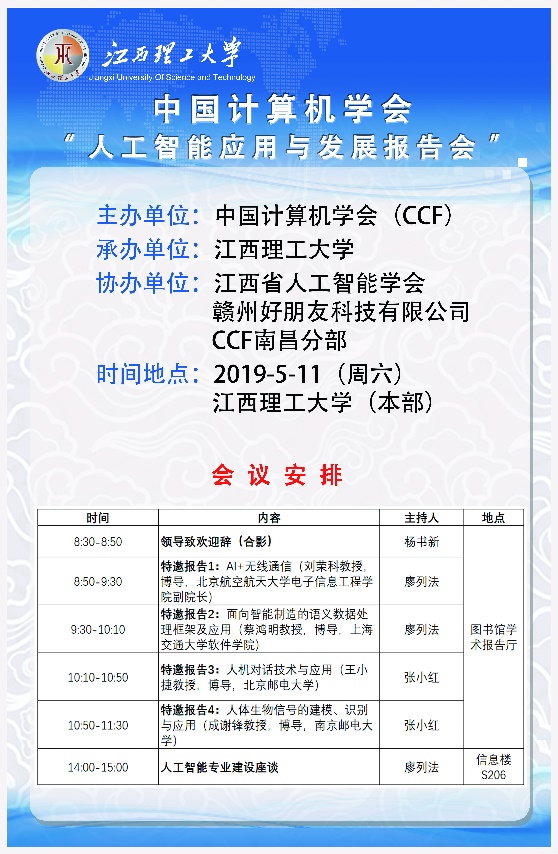 江西理工大学
Jiangxi University Of Science and Technology
中国计算机学会
“人工智能应用与发展报告会”
主办单位：中国计算机学会（CCF）
承办单位：江西理工大学
协办单位：江西省人工智能学会
赣州好朋友科技有限公司
CCF南昌分部
时间地点：2019-5-11（周六）
江西理工大学（本部）
会议安排
时间 内容 主持人 地点
8:30-8:50 领导致欢迎辞（合影） 杨书新
8:50-9:30 特邀报告1：AI+无线通信（刘荣科教授，
博导，北京航空航天大学电子信息工程学
院副院长） 廖列法
9:30-10:10 特邀报告2：面向智能制造的语义数据处
理框架及应用（蔡鸿明教授，博导，上海
交通大学软件学院） 廖列法
图书馆学
术报告厅
10:10-10:50 特邀报告3：人机对话技术与应用（王小
捷教授，博导，北京邮电大学） 张小红
10:50-11:30 特邀报告4：人体生物信号的建模、识别
与应用（成谢锋教授，博导，南京邮电大
学） 张小红
14:00-15:00 人工智能专业建设座谈 廖列法
信息楼
S206